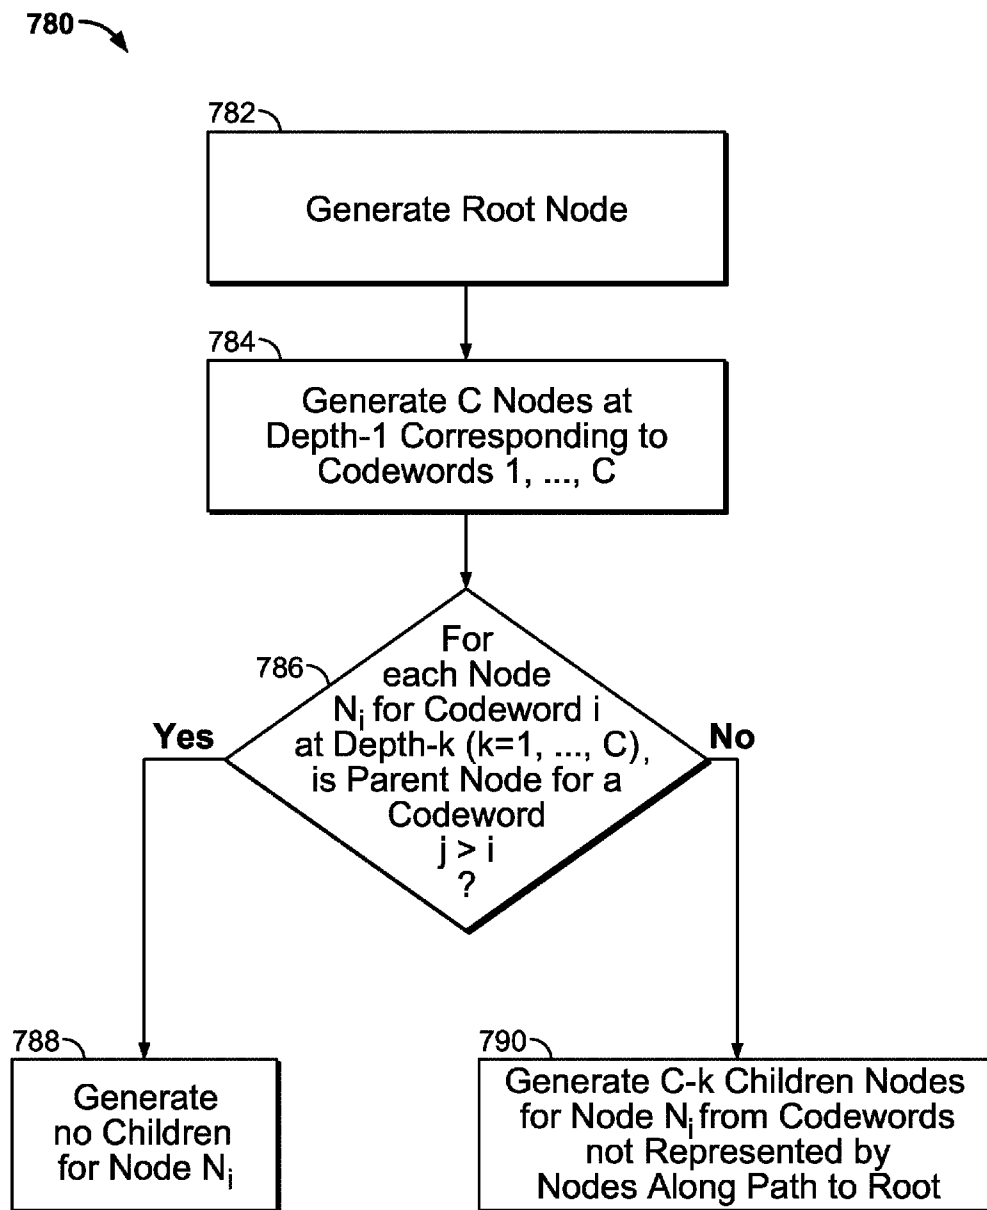 780
782
Generate Root Node
784
Generate C Nodes at
Depth-1 Corresponding to
Codewords 1, ..., C
786
For
each Node
Nᵢ for Codeword i
at Depth-k (k=1, ..., C),
is Parent Node for a
Codeword
j > i
?
Yes
No
788
Generate
no Children
for Node Nᵢ
790
Generate C-k Children Nodes
for Node Nᵢ from Codewords
not Represented by
Nodes Along Path to Root